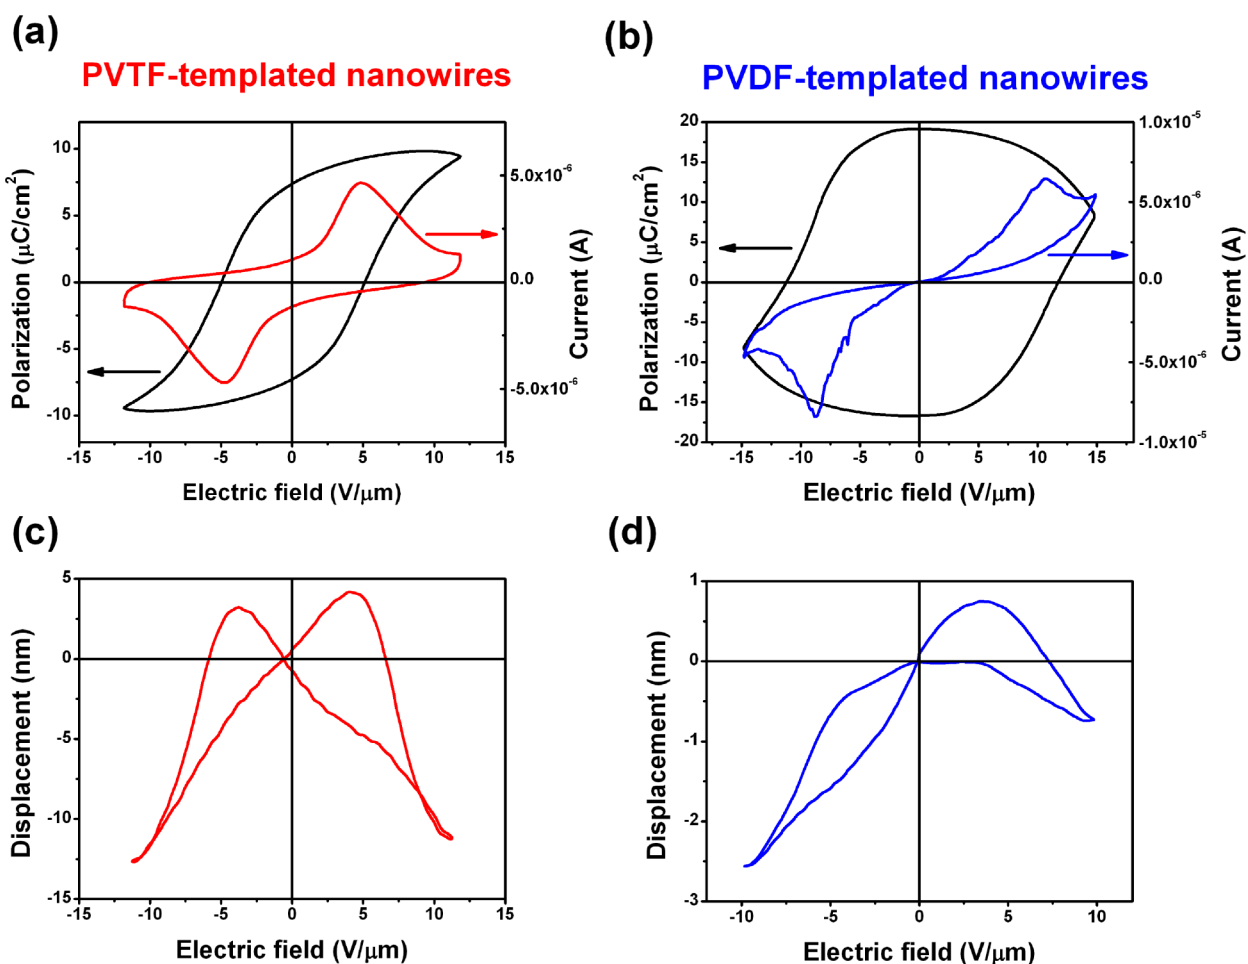 (a)
PVTF-templated nanowires
10
5
0
-5
-10
Polarization (μC/cm2)
5.0x10-6
0.0
-5.0x10-6
Current (A)
-15
-10
-5
0
5
10
15
Electric field (V/μm)
(b)
PVDF-templated nanowires
20
15
10
5
0
-5
-10
-15
-20
Polarization (μC/cm2)
1.0x10-5
5.0x10-6
0.0
-5.0x10-6
-1.0x10-5
Current (A)
-15
-10
-5
0
5
10
15
Electric field (V/μm)
(c)
5
0
-5
-10
-15
Displacement (nm)
-15
-10
-5
0
5
10
15
Electric field (V/μm)
(d)
1
0
-1
-2
-3
Displacement (nm)
-10
-5
0
5
10
Electric field (V/μm)